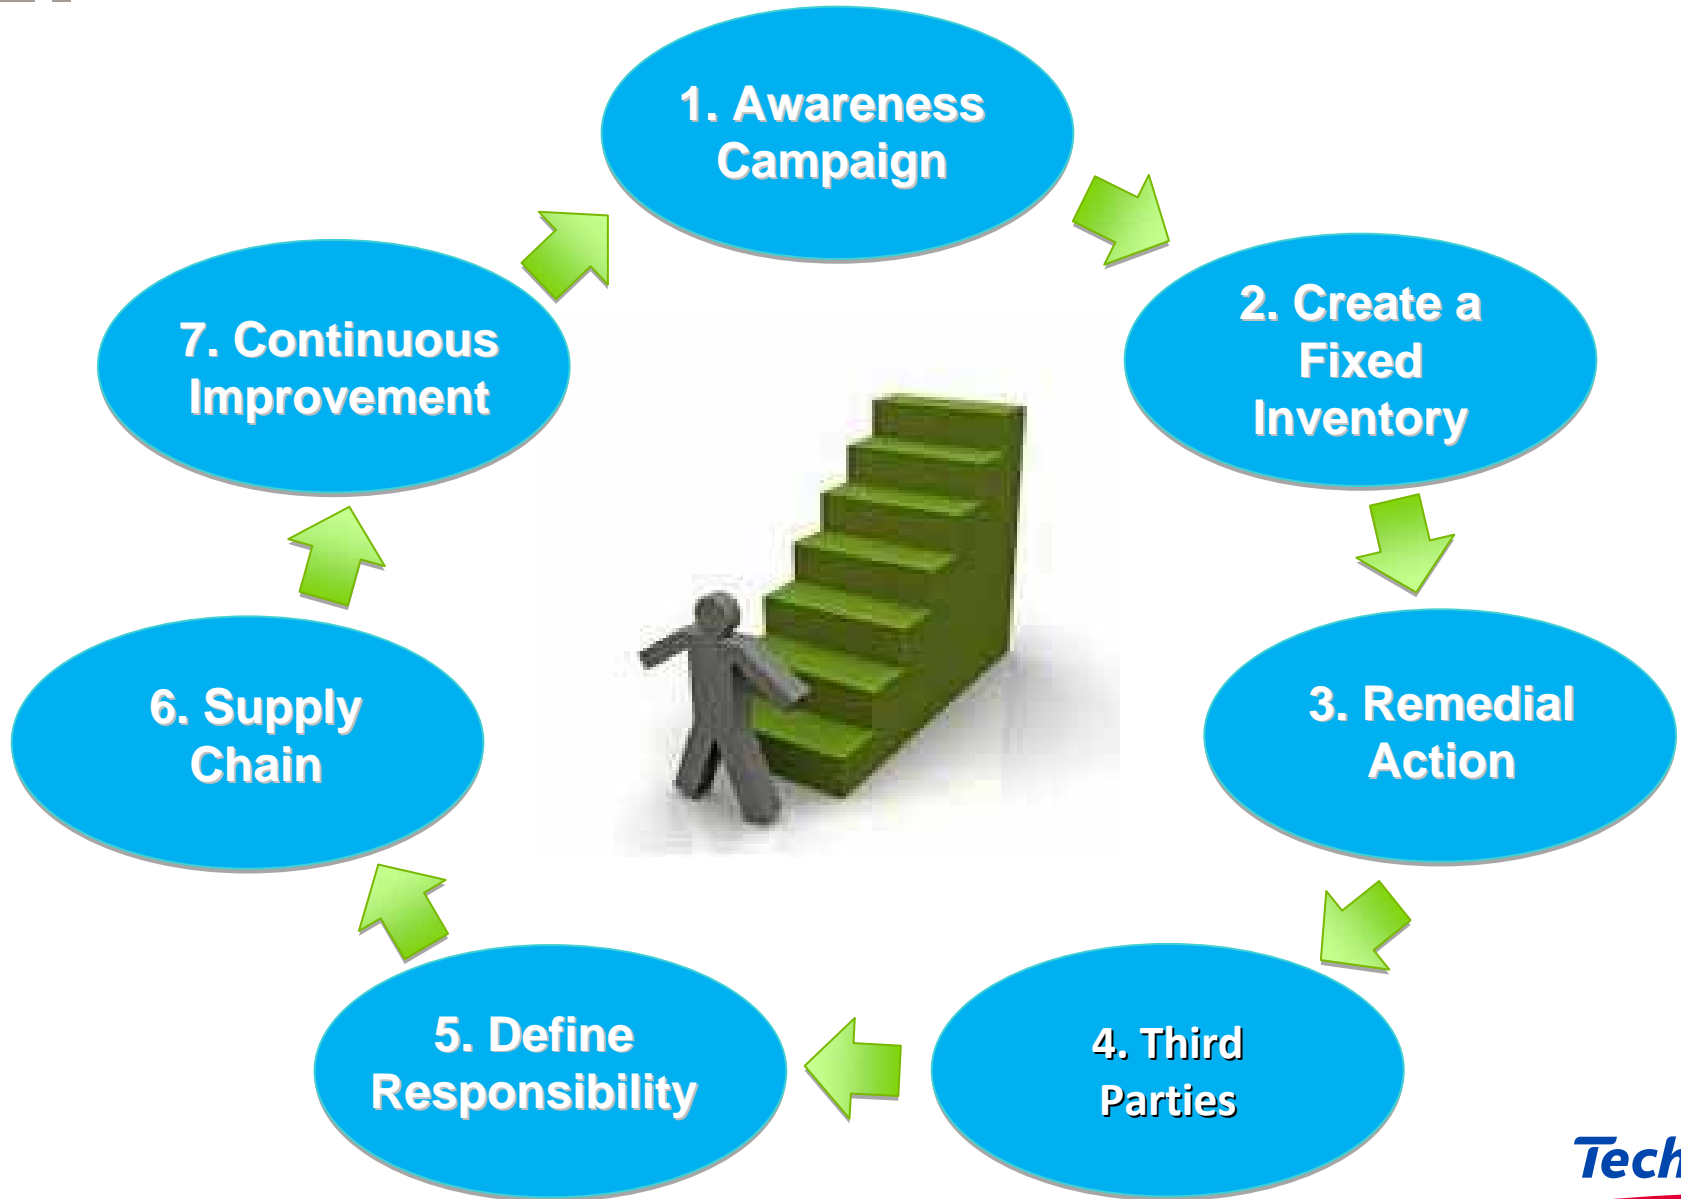 1. Awareness
Campaign
2. Create a
Fixed
Inventory
3. Remedial
Action
4. Third
Parties
5. Define
Responsibility
6. Supply
Chain
7. Continuous
Improvement
Tech